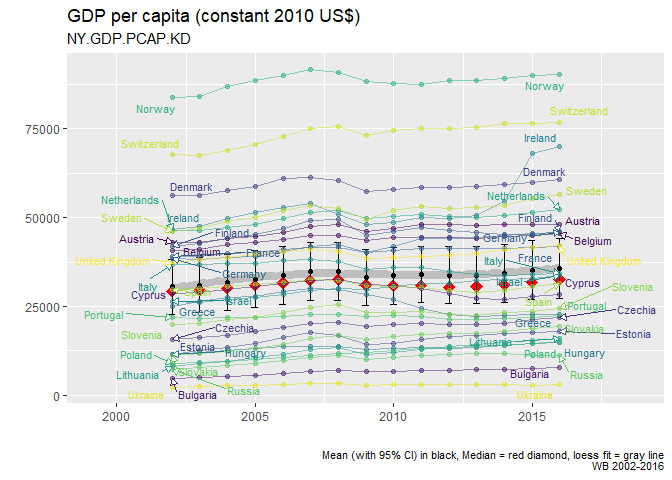 GDP per capita (constant 2010 US$)
NY.GDP.PCAP.KD
Norway
Norway
Switzerland
Switzerland
Ireland
75000
Denmark
Denmark
Netherlands
Netherlands
Sweden
Sweden
Ireland
Finland
Finland
Austria
50000
Austria
Germany
Belgium
Belgium
France
France
United Kingdom
United Kingdom
Italy
Italy
Germany
Israel
Cyprus
Cyprus
Israel
Slovenia
Spain
25000
Portugal
Portugal
Greece
Greece
Czechia
Czechia
Slovenia
Slovakia
Estonia
Estonia
Lithuania
Poland
Hungary
Poland
Hungary
Lithuania
Slovakia
Russia
Russia
Bulgaria
Bulgaria
Ukraine
Ukraine
0
2000
2005
2010
2015
Mean (with 95% CI) in black, Median = red diamond, loess fit = gray line
WB 2002-2016